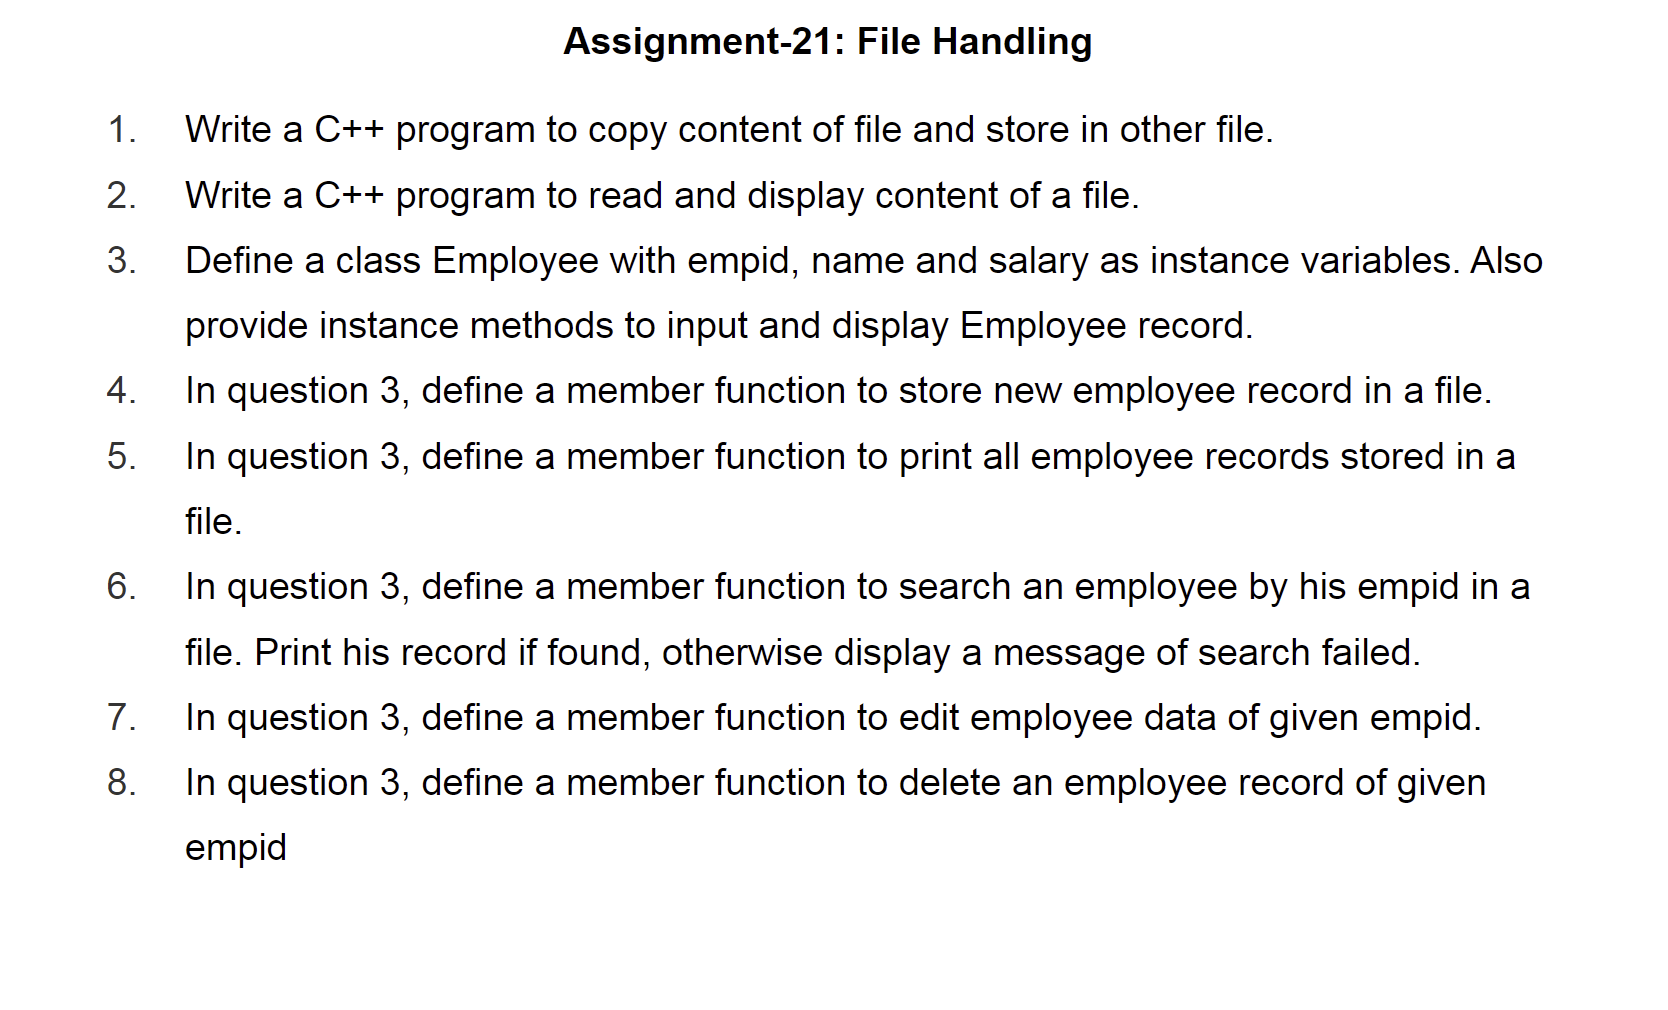 Assignment-21: File Handling
1. Write a C++ program to copy content of file and store in other file.
2. Write a C++ program to read and display content of a file.
3. Define a class Employee with empid, name and salary as instance variables. Also
provide instance methods to input and display Employee record.
4. In question 3, define a member function to store new employee record in a file.
5. In question 3, define a member function to print all employee records stored in a
file.
6. In question 3, define a member function to search an employee by his empid in a
file. Print his record if found, otherwise display a message of search failed.
7. In question 3, define a member function to edit employee data of given empid.
8. In question 3, define a member function to delete an employee record of given
empid